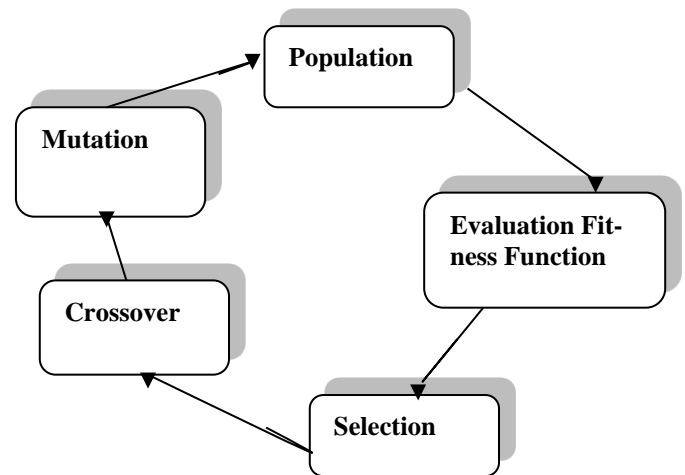 Population
Mutation
Evaluation Fit-
ness Function
Crossover
Selection